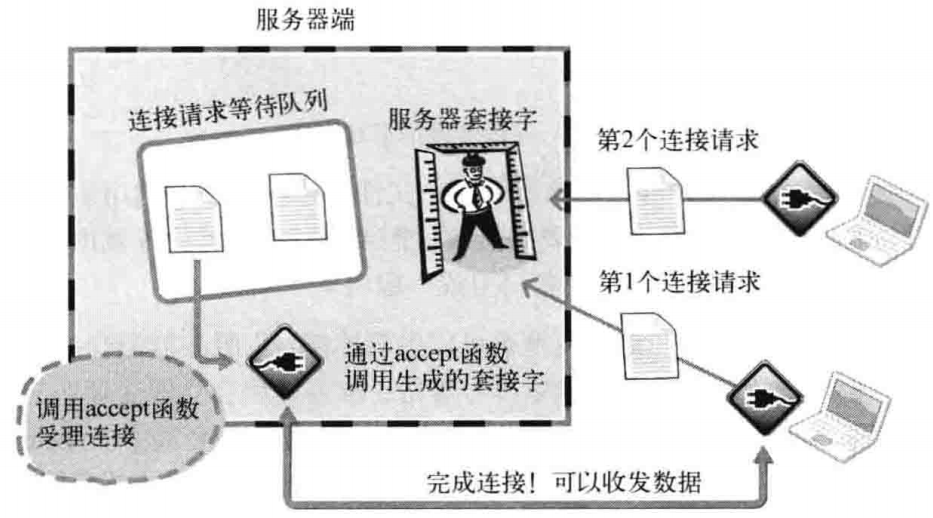 服务器端
连接请求等待队列
服务器套接字
第2个连接请求
第1个连接请求
通过accept函数
调用生成的套接字
调用accept函数
受理连接
完成连接！可以收发数据